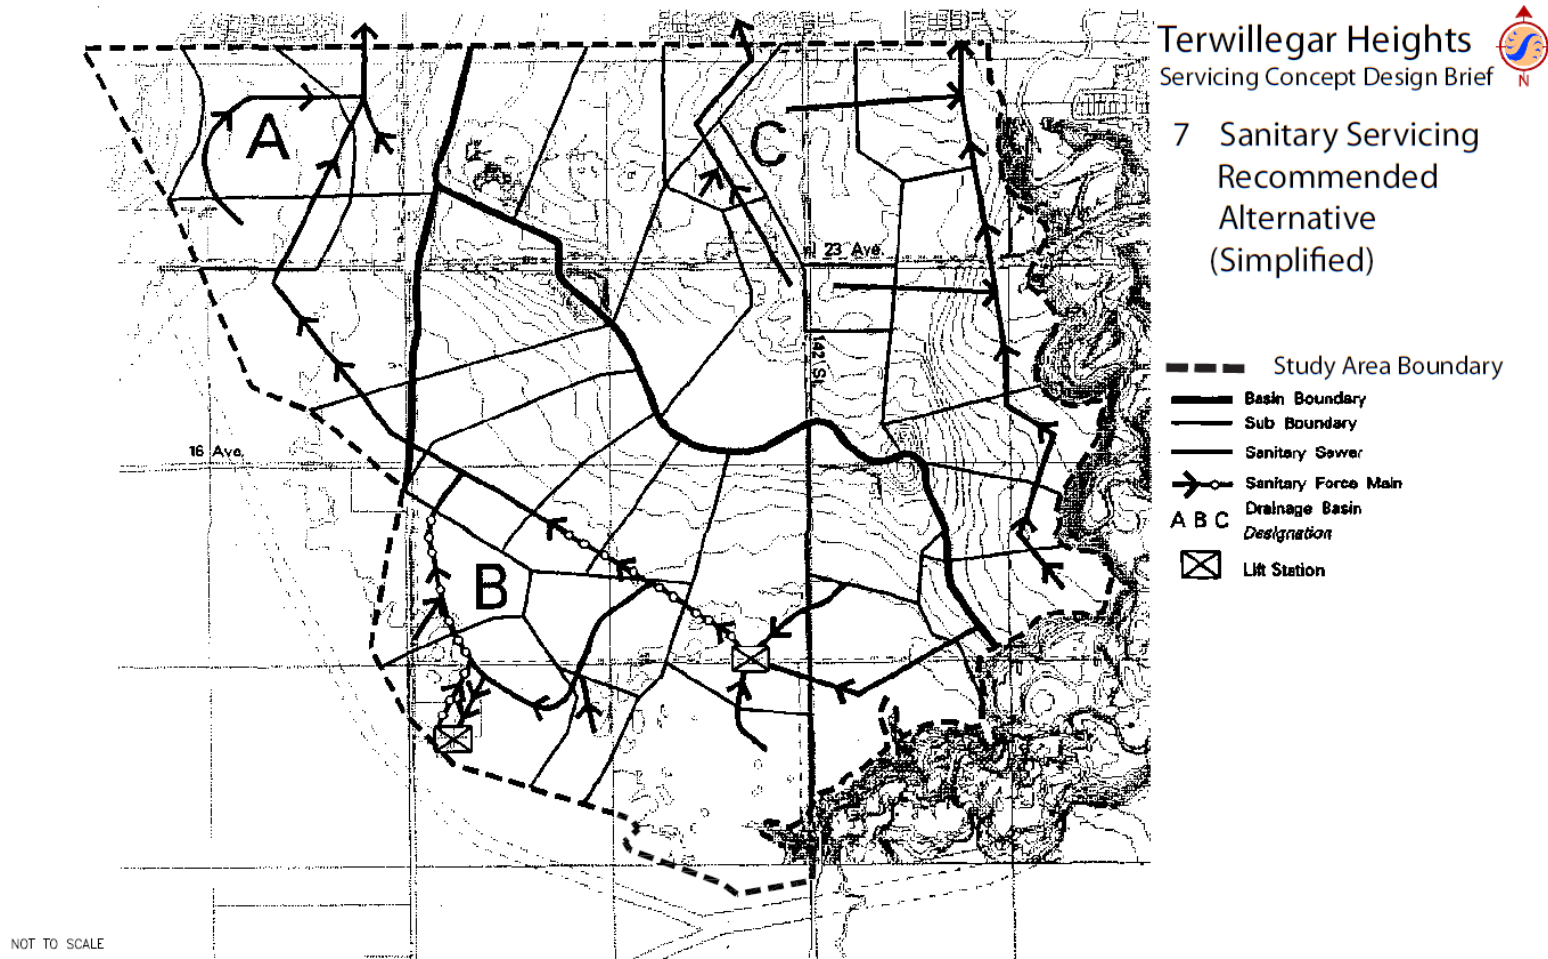 Terwillegar Heights
Servicing Concept Design Brief
N
7 Sanitary Servicing
Recommended
Alternative
(Simplified)
Study Area Boundary
Basin Boundary
Sub Boundary
Sanitary Sewer
Sanitary Force Main
A B C Drainage Basin
Designation
Lift Station
A
C
23 Ave
142 St.
16 Ave.
B
NOT TO SCALE